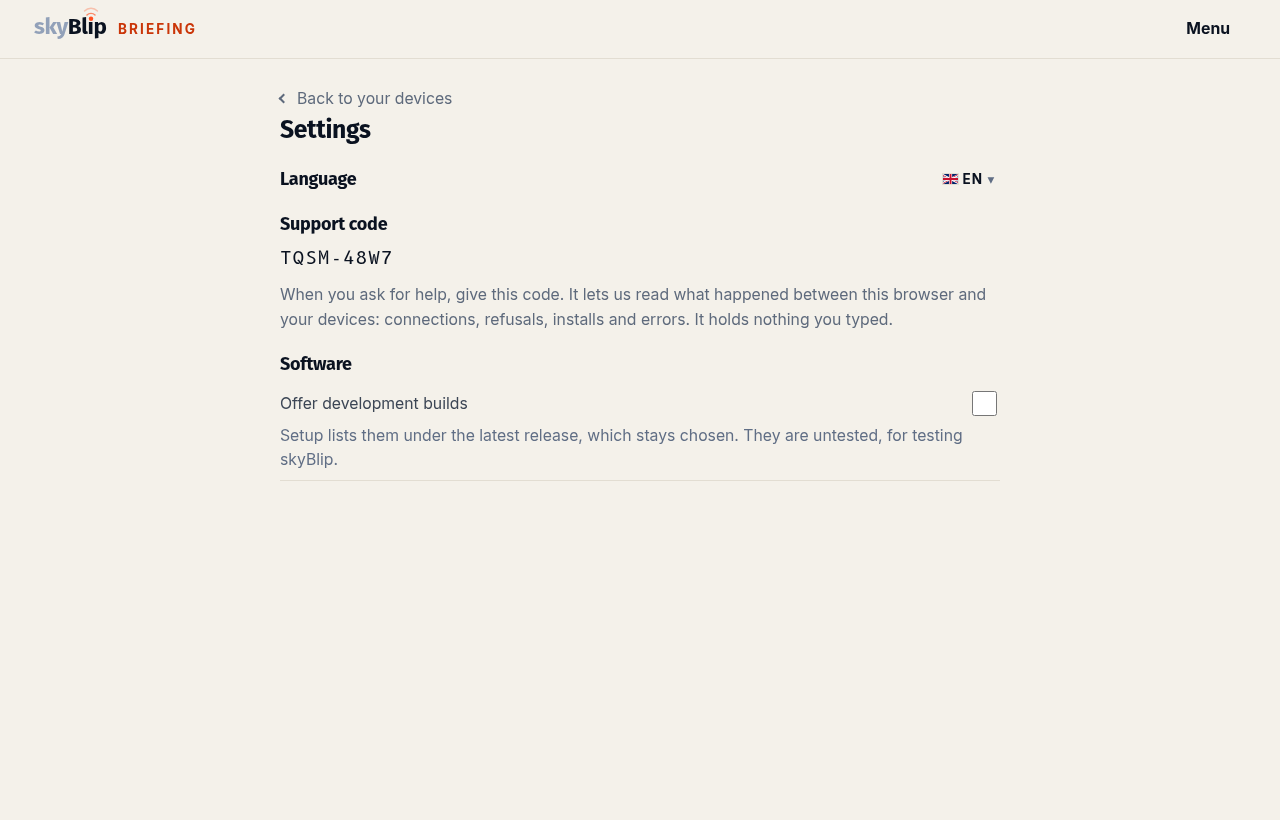 skyBlip BRIEFING
Menu
Back to your devices
Settings
Language
EN ▾
Support code
TQSM-48W7
When you ask for help, give this code. It lets us read what happened between this browser and
your devices: connections, refusals, installs and errors. It holds nothing you typed.
Software
Offer development builds
Setup lists them under the latest release, which stays chosen. They are untested, for testing
skyBlip.